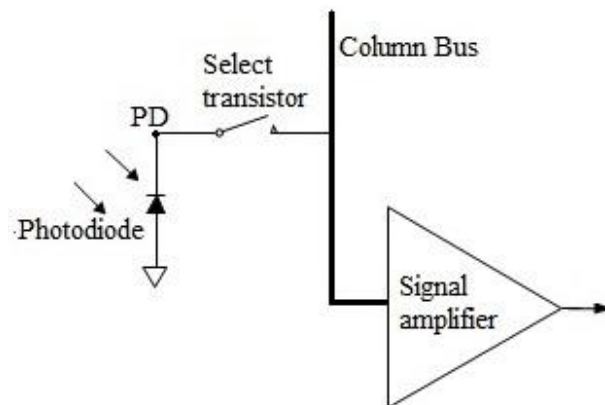 Column Bus
Select
transistor
PD
Photodiode
Signal
amplifier